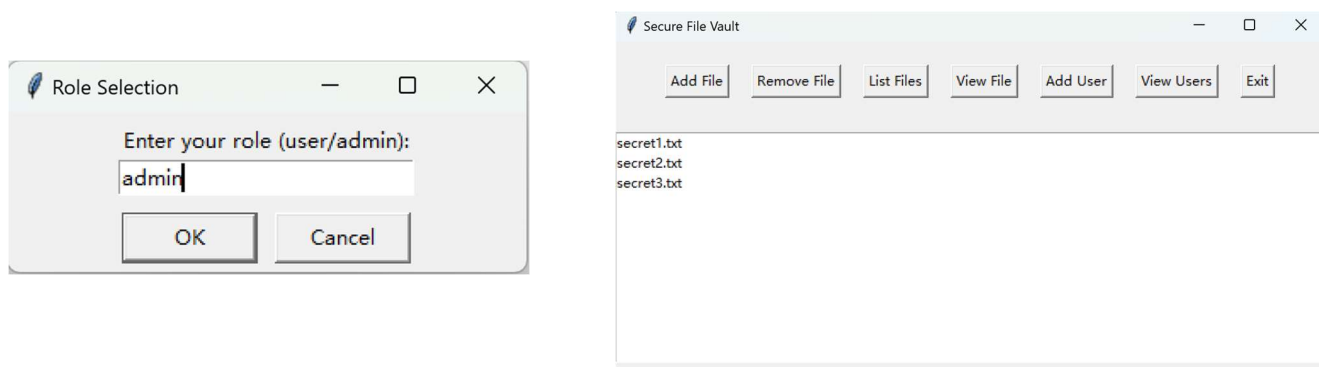 Role Selection
Enter your role (user/admin):
admin
OK Cancel
Secure File Vault
Add File Remove File List Files View File Add User View Users Exit
secret1.txt
secret2.txt
secret3.txt